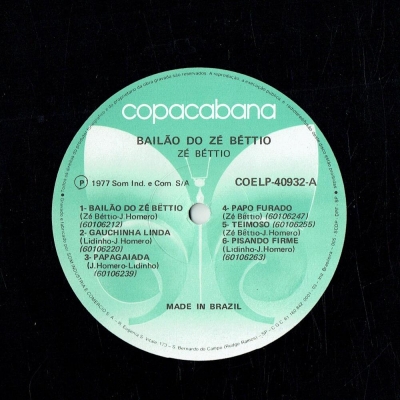 copacabana
BAILÃO DO ZÉ BÉTTIO
ZÉ BÉTTIO
P 1977 Som Ind. e Com S/A
COELP-40932-A
1- BAILÃO DO ZÉ BÉTTIO
(Zé Béttio-J.Homero)
(60106212)
2- GAUCHINHA LINDA
(Lidinho-J.Homero)
(60106220)
3- PAPAGAIADA
(J.Homero-Lidinho)
(60106239)
4- PAPO FURADO
(Zé Béttio) (60106247)
5- TEIMOSO (60106255)
(Zé Béttio-J.Homero)
6- PISANDO FIRME
(Lidinho-J.Homero)
(60106263)
MADE IN BRAZIL